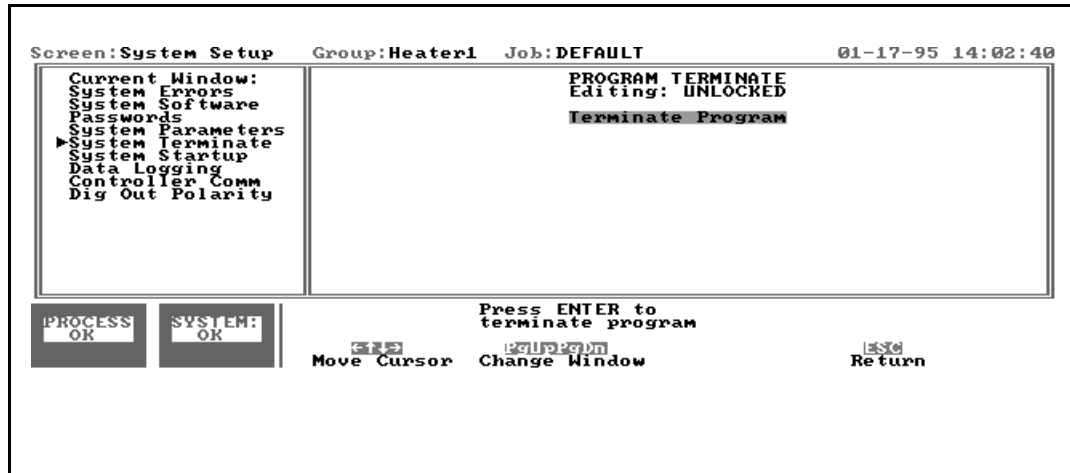 Screen:System Setup Group:Heater1 Job:DEFAULT 01-17-95 14:02:40
Current Window:
System Errors
System Software
Passwords
System Parameters
►System Terminate
System Startup
Data Logging
Controller Comm
Dig Out Polarity
PROGRAM TERMINATE
Editing: UNLOCKED
Terminate Program
PROCESS
OK
SYSTEM:
OK
Press ENTER to
terminate program
←↑↓→
Move Cursor
PgUpPgDn
Change Window
ESC
Return